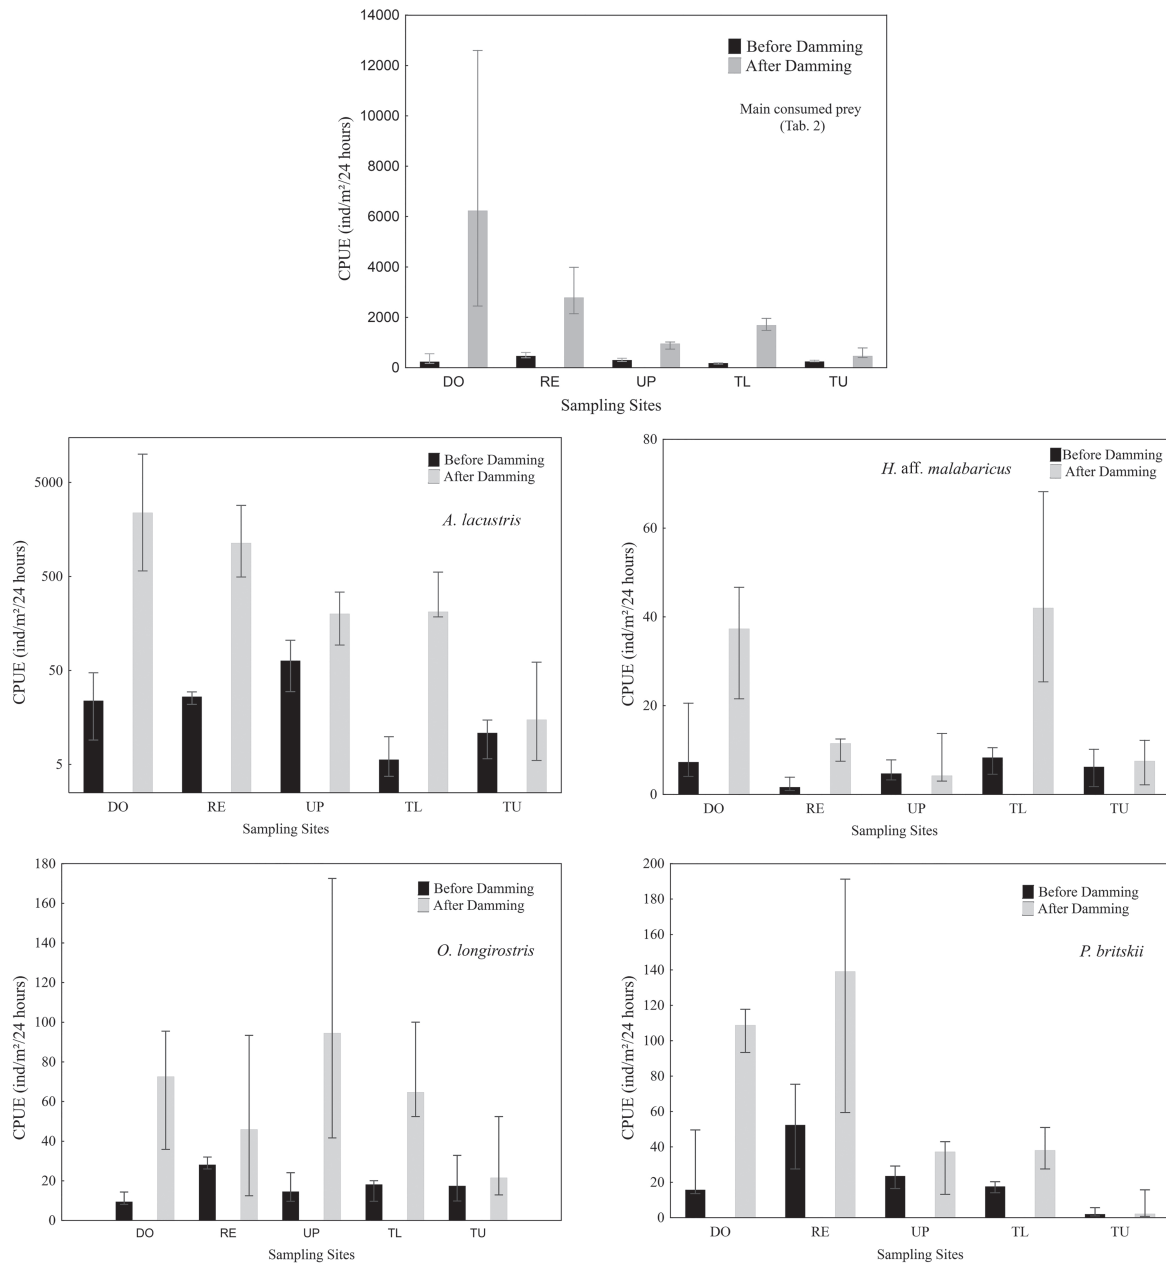 14000
12000
10000
8000
6000
4000
2000
0
CPUE (ind/m²/24 hours)
Before Damming
After Damming
Main consumed prey
(Tab. 2)
DO RE UP TL TU
Sampling Sites
5000
500
50
5
CPUE (ind/m²/24 hours)
Before Damming
After Damming
A. lacustris
DO RE UP TL TU
Sampling Sites
80
60
40
20
0
CPUE (ind/m²/24 hours)
Before Damming
After Damming
H. aff. malabaricus
DO RE UP TL TU
Sampling Sites
180
160
140
120
100
80
60
40
20
0
CPUE (ind/m²/24 hours)
Before Damming
After Damming
O. longirostris
DO RE UP TL TU
Sampling Sites
200
180
160
140
120
100
80
60
40
20
0
CPUE (ind/m²/24 hours)
Before Damming
After Damming
P. britskii
DO RE UP TL TU
Sampling Sites